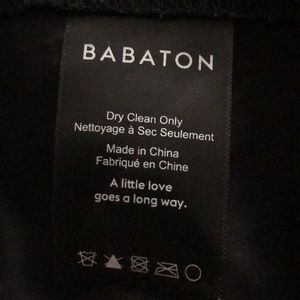 BABATON
Dry Clean Only
Nettoyage à Sec Seulement
Made in China
Fabriqué en Chine
A little love
goes a long way.